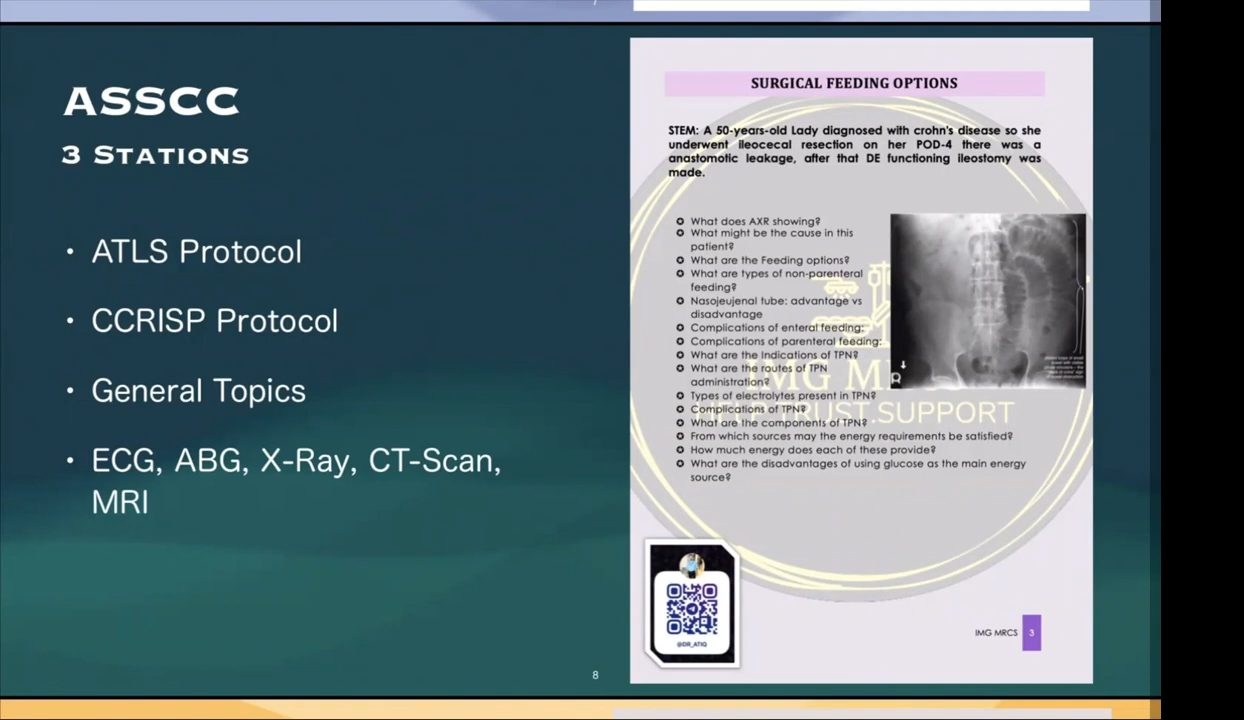 ASSCC
3 Stations
• ATLS Protocol
• CCRISP Protocol
• General Topics
• ECG, ABG, X-Ray, CT-Scan,
MRI
8
SURGICAL FEEDING OPTIONS
STEM: A 50-years-old Lady diagnosed with crohn's disease so she
underwent ileocecal resection on her POD-4 there was a
anastomotic leakage, after that DE functioning ileostomy was
made.
What does AXR showing?
What might be the cause in this
patient?
What are the Feeding options?
What are types of non-parenteral
feeding?
Nasojeujenal tube: advantage vs
disadvantage
Complications of enteral feeding:
Complications of parenteral feeding:
What are the Indications of TPN?
What are the routes of TPN
administration?
Types of electrolytes present in TPN?
Complications of TPN?
What are the components of TPN?
From which sources may the energy requirements be satisfied?
How much energy does each of these provide?
What are the disadvantages of using glucose as the main energy
source?
R
IMG M
HELP.TRUST.SUPPORT
@DR_ATIQ
IMG MRCS 3